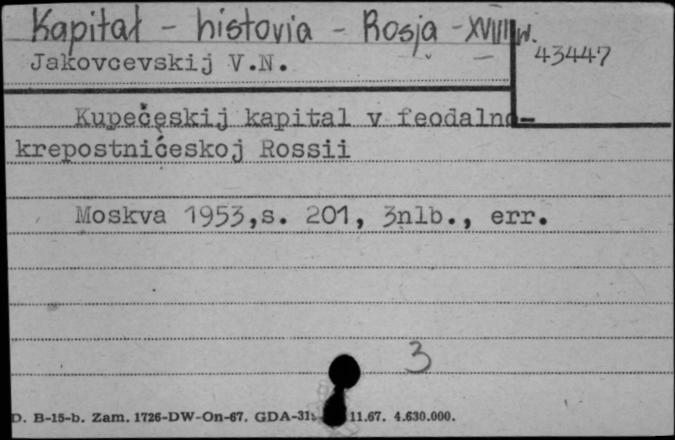 Kapitał - historia - Rosja - XVIII w.
43447
Jakovcevskij V.N.
Kupečeskij kapital v feodalno-
krepostničeskoj Rossii
Moskva 1953, s. 201, 3nlb., err.
3
D. B-15-b. Zam. 1726-DW-On-67. GDA-31 11.67. 4.630.000.